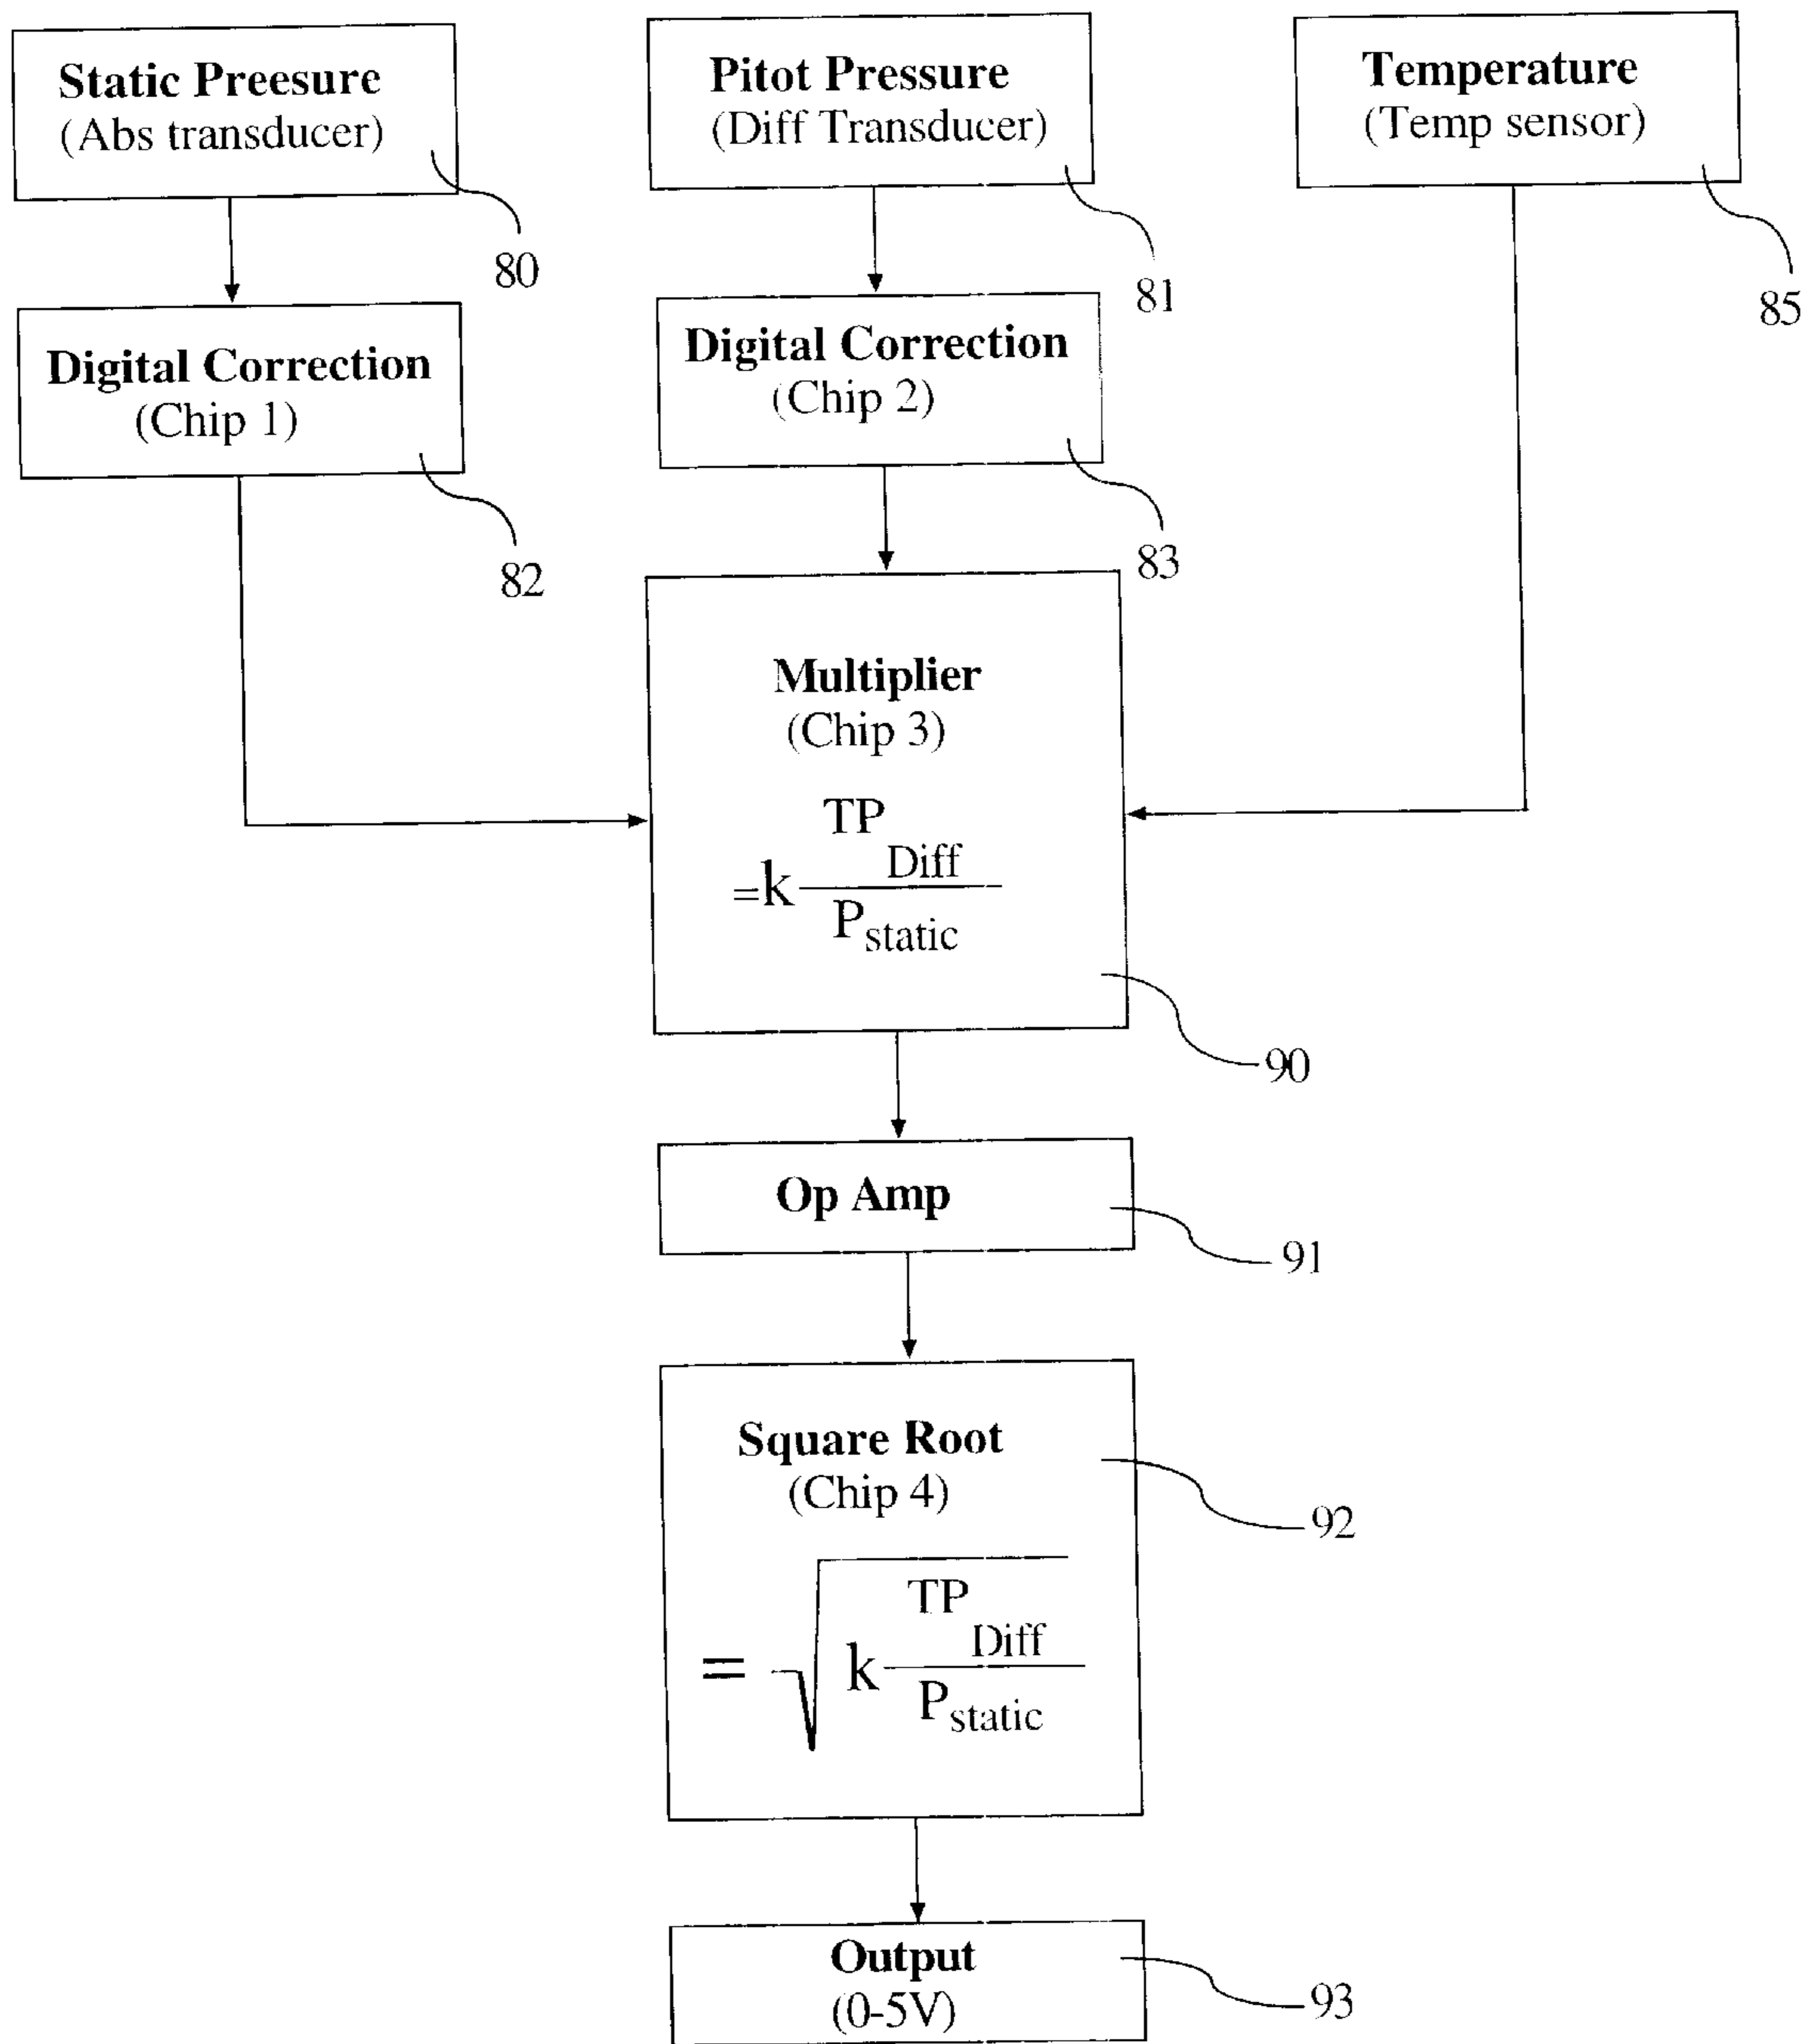 Static Preesure
(Abs transducer)
80
Pitot Pressure
(Diff Transducer)
81
Temperature
(Temp sensor)
85
Digital Correction
(Chip 1)
82
Digital Correction
(Chip 2)
83
Multiplier
(Chip 3)
=k TP Diff
P static
90
Op Amp
91
Square Root
(Chip 4)
= √ k TP Diff
P static
92
Output
(0-5V)
93